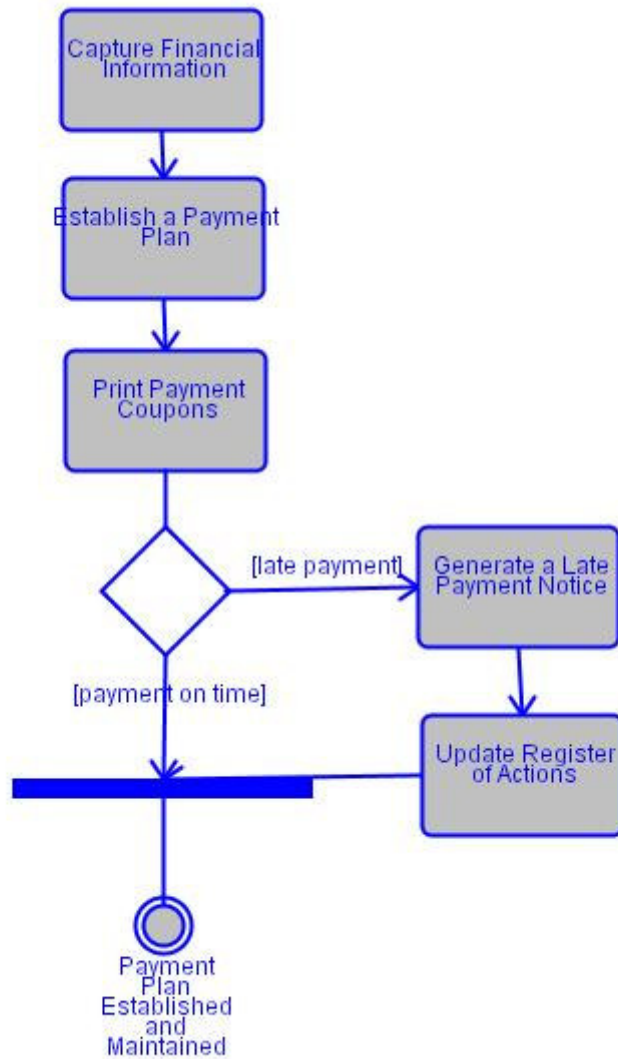 Capture Financial
Information
Establish a Payment
Plan
Print Payment
Coupons
[late payment]
Generate a Late
Payment Notice
[payment on time]
Update Register
of Actions
Payment
Plan
Established
and
Maintained